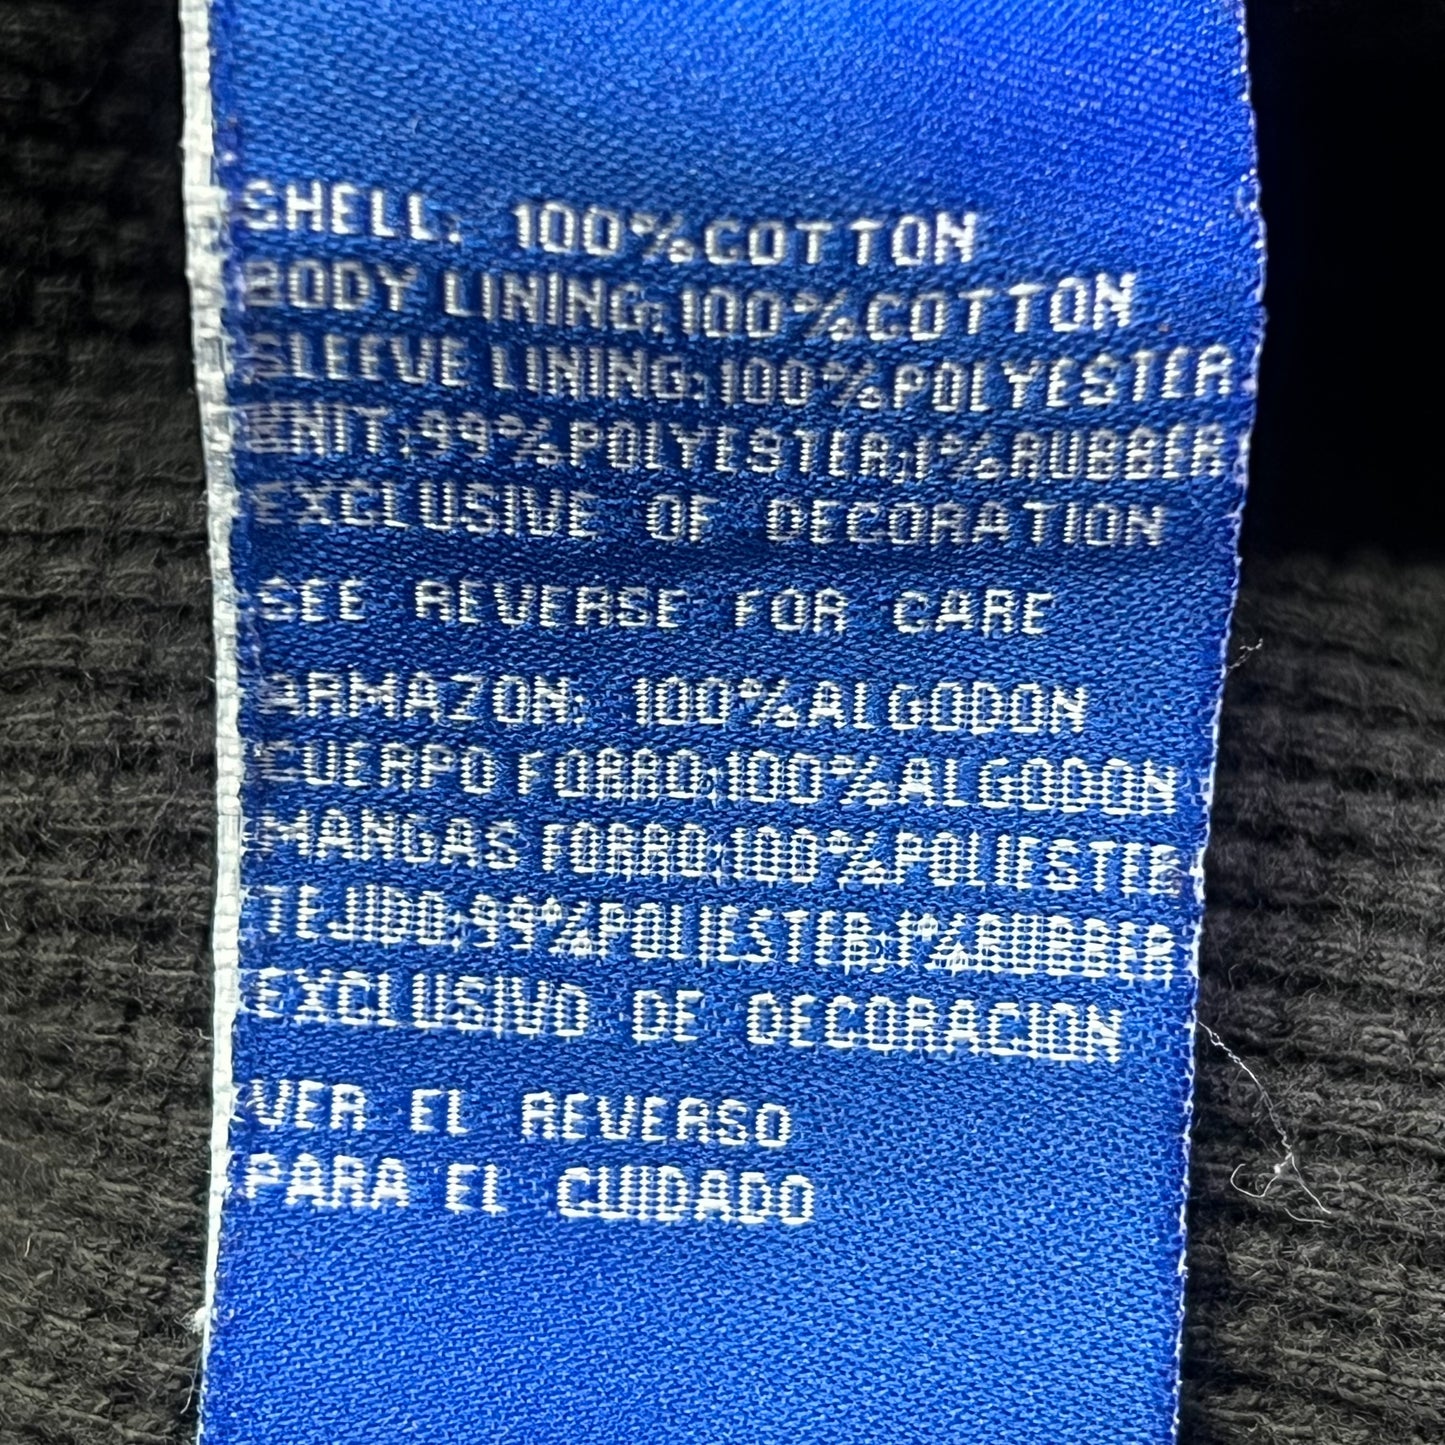 SHELL: 100%COTTON
BODY LINING:100%COTTON
SLEEVE LINING:100%POLYESTER
KNIT:99%POLYESTER,1%RUBBER
EXCLUSIVE OF DECORATION
SEE REVERSE FOR CARE
ARMAZON: 100%ALGODON
CUERPO FORRO:100%ALGODON
MANGAS FORRO:100%POLIESTER
TEJIDO:99%POLIESTER,1%RUBBER
EXCLUSIVO DE DECORACION
VER EL REVERSO
PARA EL CUIDADO